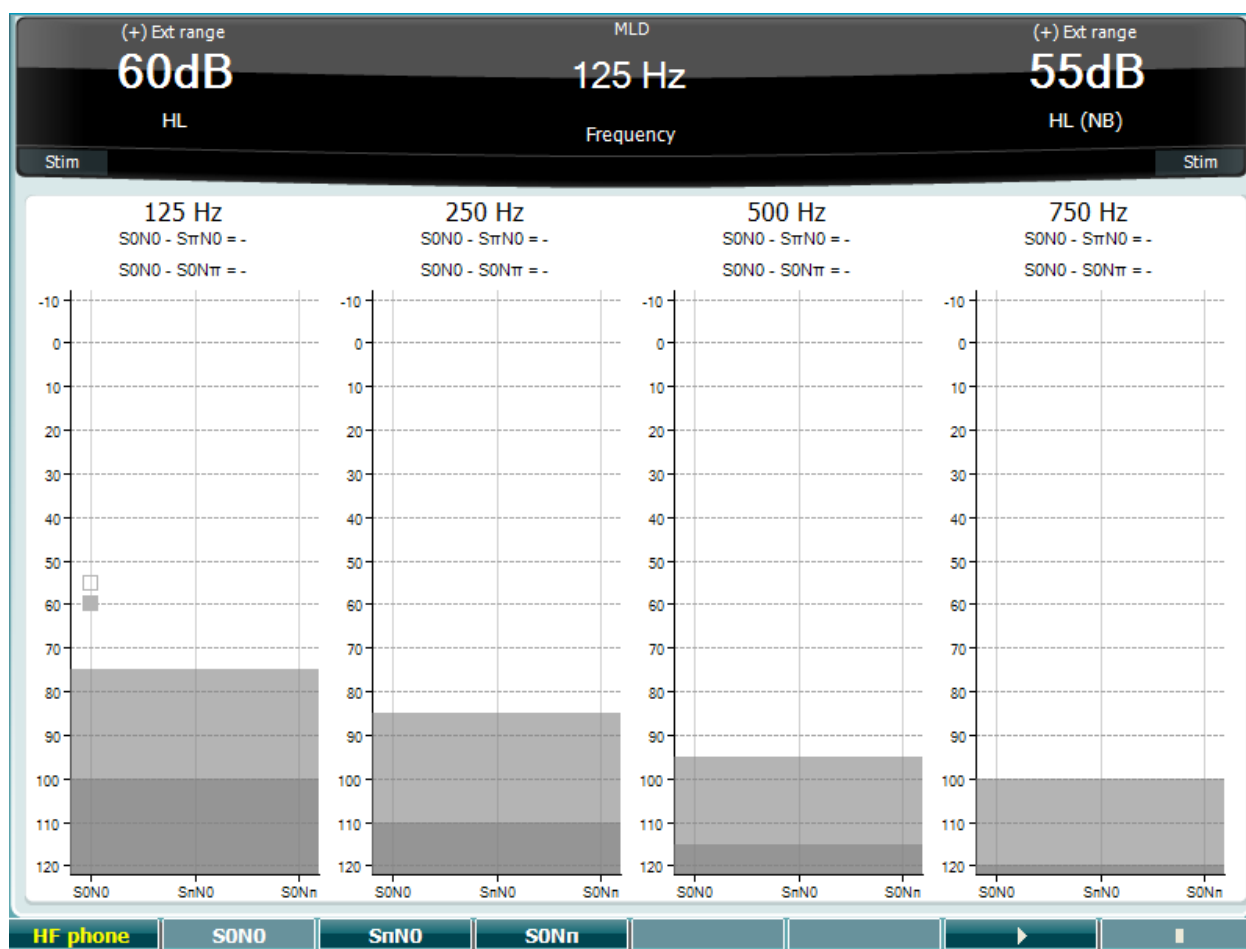 (+) Ext range MLD (+) Ext range
60dB 125 Hz 55dB
HL Frequency HL (NB)
Stim Stim
125 Hz 250 Hz 500 Hz 750 Hz
S0N0 - SπN0 = - S0N0 - SπN0 = - S0N0 - SπN0 = - S0N0 - SπN0 = -
S0N0 - S0Nπ = - S0N0 - S0Nπ = - S0N0 - S0Nπ = - S0N0 - S0Nπ = -
-10 -10 -10 -10
0 0 0 0
10 10 10 10
20 20 20 20
30 30 30 30
40 40 40 40
50 50 50 50
60 60 60 60
70 70 70 70
80 80 80 80
90 90 90 90
100 100 100 100
110 110 110 110
120 120 120 120
S0N0 SπN0 S0Nπ S0N0 SπN0 S0Nπ S0N0 SπN0 S0Nπ S0N0 SπN0 S0Nπ
HF phone S0N0 SπN0 S0Nπ